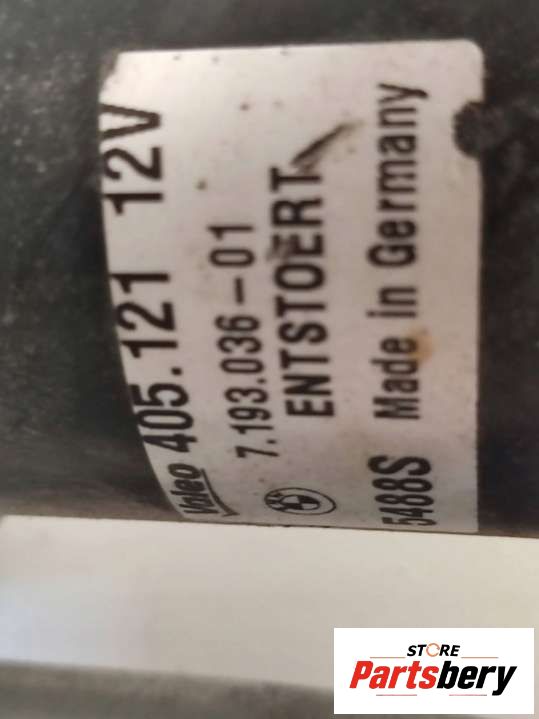 Valeo 405.121 12V
7.193.036-01
ENTSTOERT
5488S Made in Germany
STORE
Partsbery